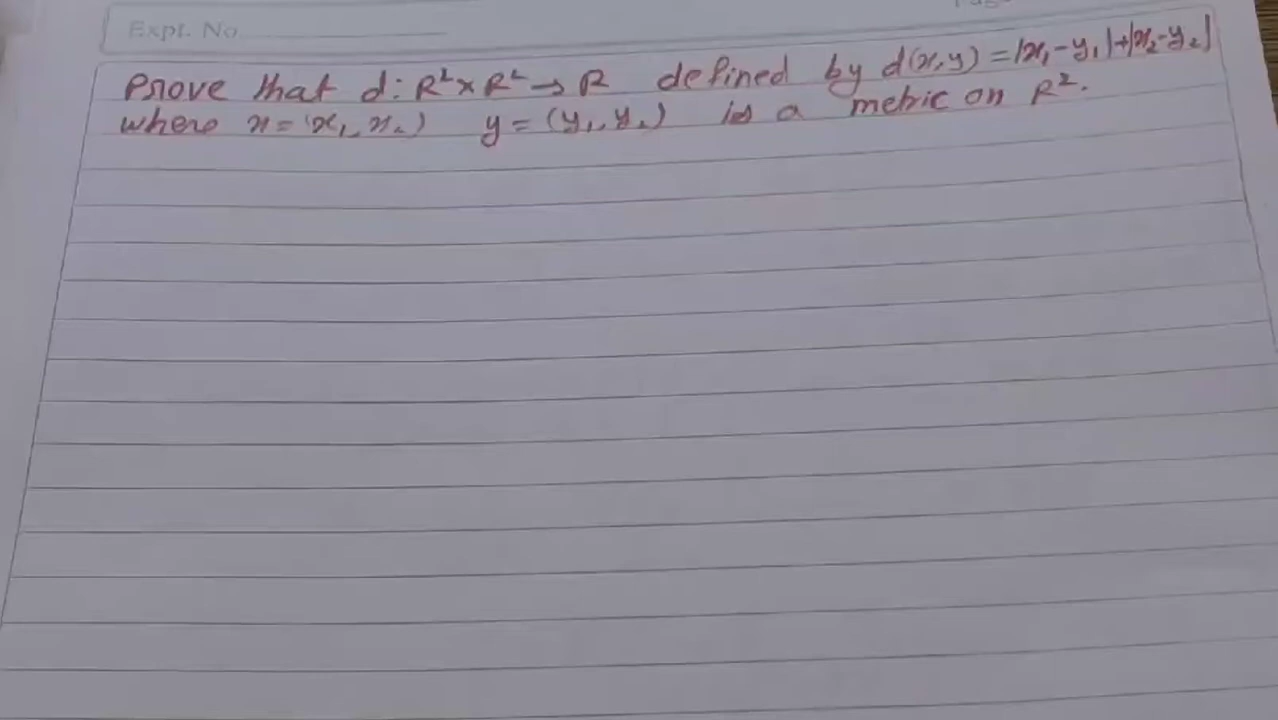 Expt. No.
Prove that d: R²×R² → R defined by d(x,y) = |x₁-y₁|+|x₂-y₂|
where x = (x₁, x₂) y = (y₁, y₂) is a metric on R².